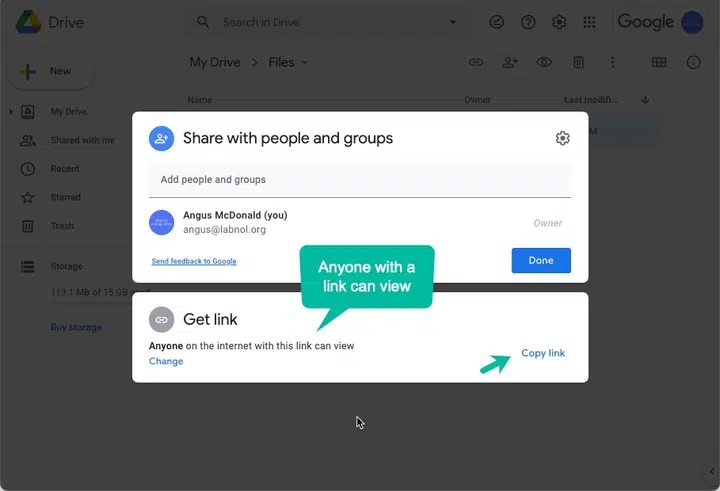 Drive
Search in Drive
Google
New
My Drive > Files
Name
Owner
Last modifi...
My Drive
Shared with me
Recent
Starred
Trash
Storage
113.1 MB of 15 GB used
Buy storage
M
Share with people and groups
Add people and groups
Angus McDonald (you)
angus@labnol.org
Owner
Send feedback to Google
Done
Anyone with a
link can view
Get link
Anyone on the internet with this link can view
Change
Copy link